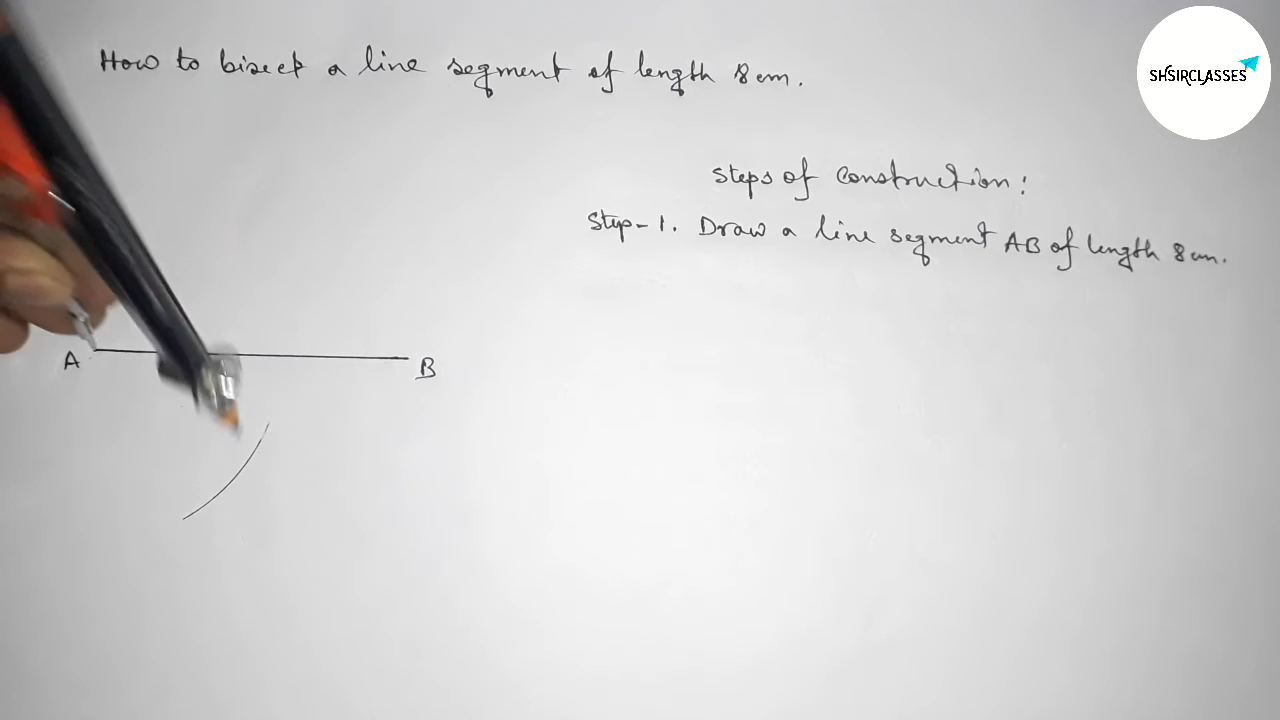 How to bisect a line segment of length 8 cm.
SHSIRCLASSES
Steps of Construction:
Step-1. Draw a line segment AB of length 8 cm.
A
B